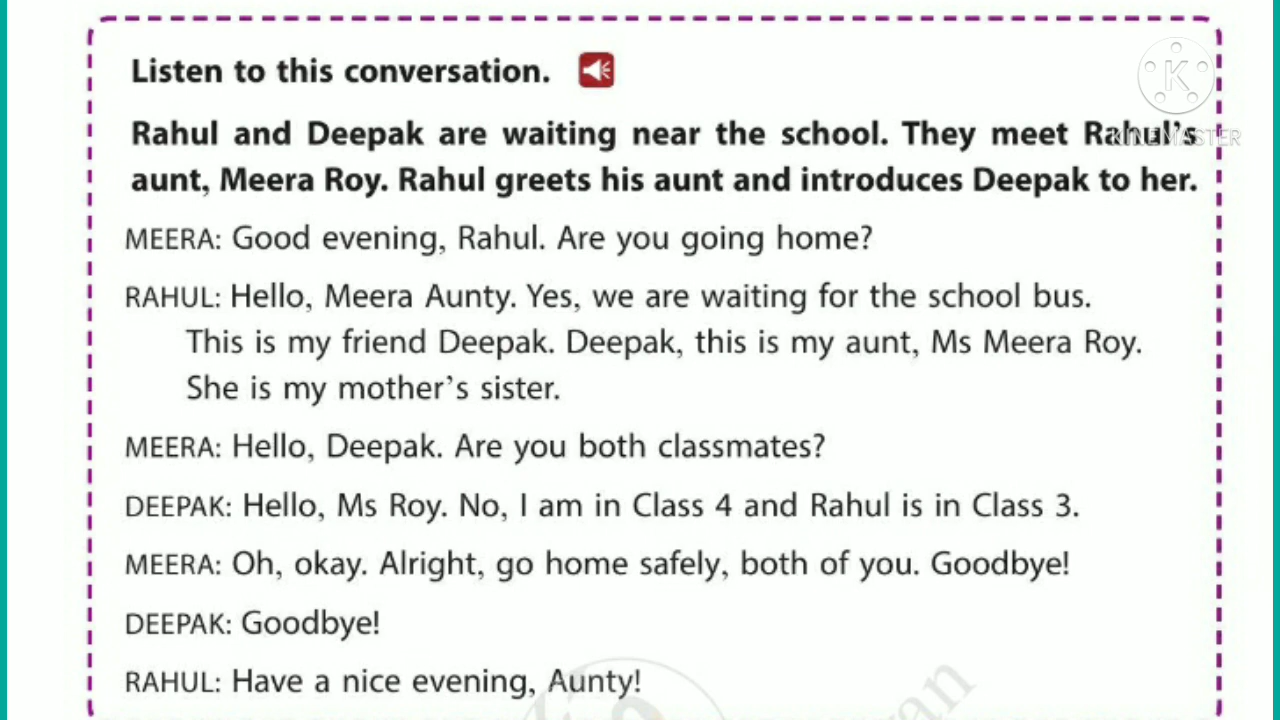 Listen to this conversation.
K
KINEMASTER
Rahul and Deepak are waiting near the school. They meet Rahul's
aunt, Meera Roy. Rahul greets his aunt and introduces Deepak to her.
MEERA: Good evening, Rahul. Are you going home?
RAHUL: Hello, Meera Aunty. Yes, we are waiting for the school bus.
This is my friend Deepak. Deepak, this is my aunt, Ms Meera Roy.
She is my mother's sister.
MEERA: Hello, Deepak. Are you both classmates?
DEEPAK: Hello, Ms Roy. No, I am in Class 4 and Rahul is in Class 3.
MEERA: Oh, okay. Alright, go home safely, both of you. Goodbye!
DEEPAK: Goodbye!
RAHUL: Have a nice evening, Aunty!